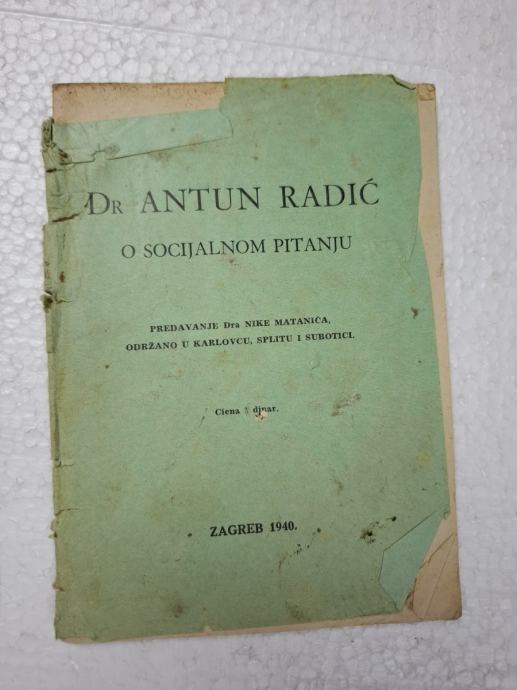 Dr ANTUN RADIĆ
O SOCIJALNOM PITANJU
PREDAVANJE Dra NIKE MATANIĆA,
ODRŽANO U KARLOVCU, SPLITU I SUBOTICI.
Ciena dinar.
ZAGREB 1940.